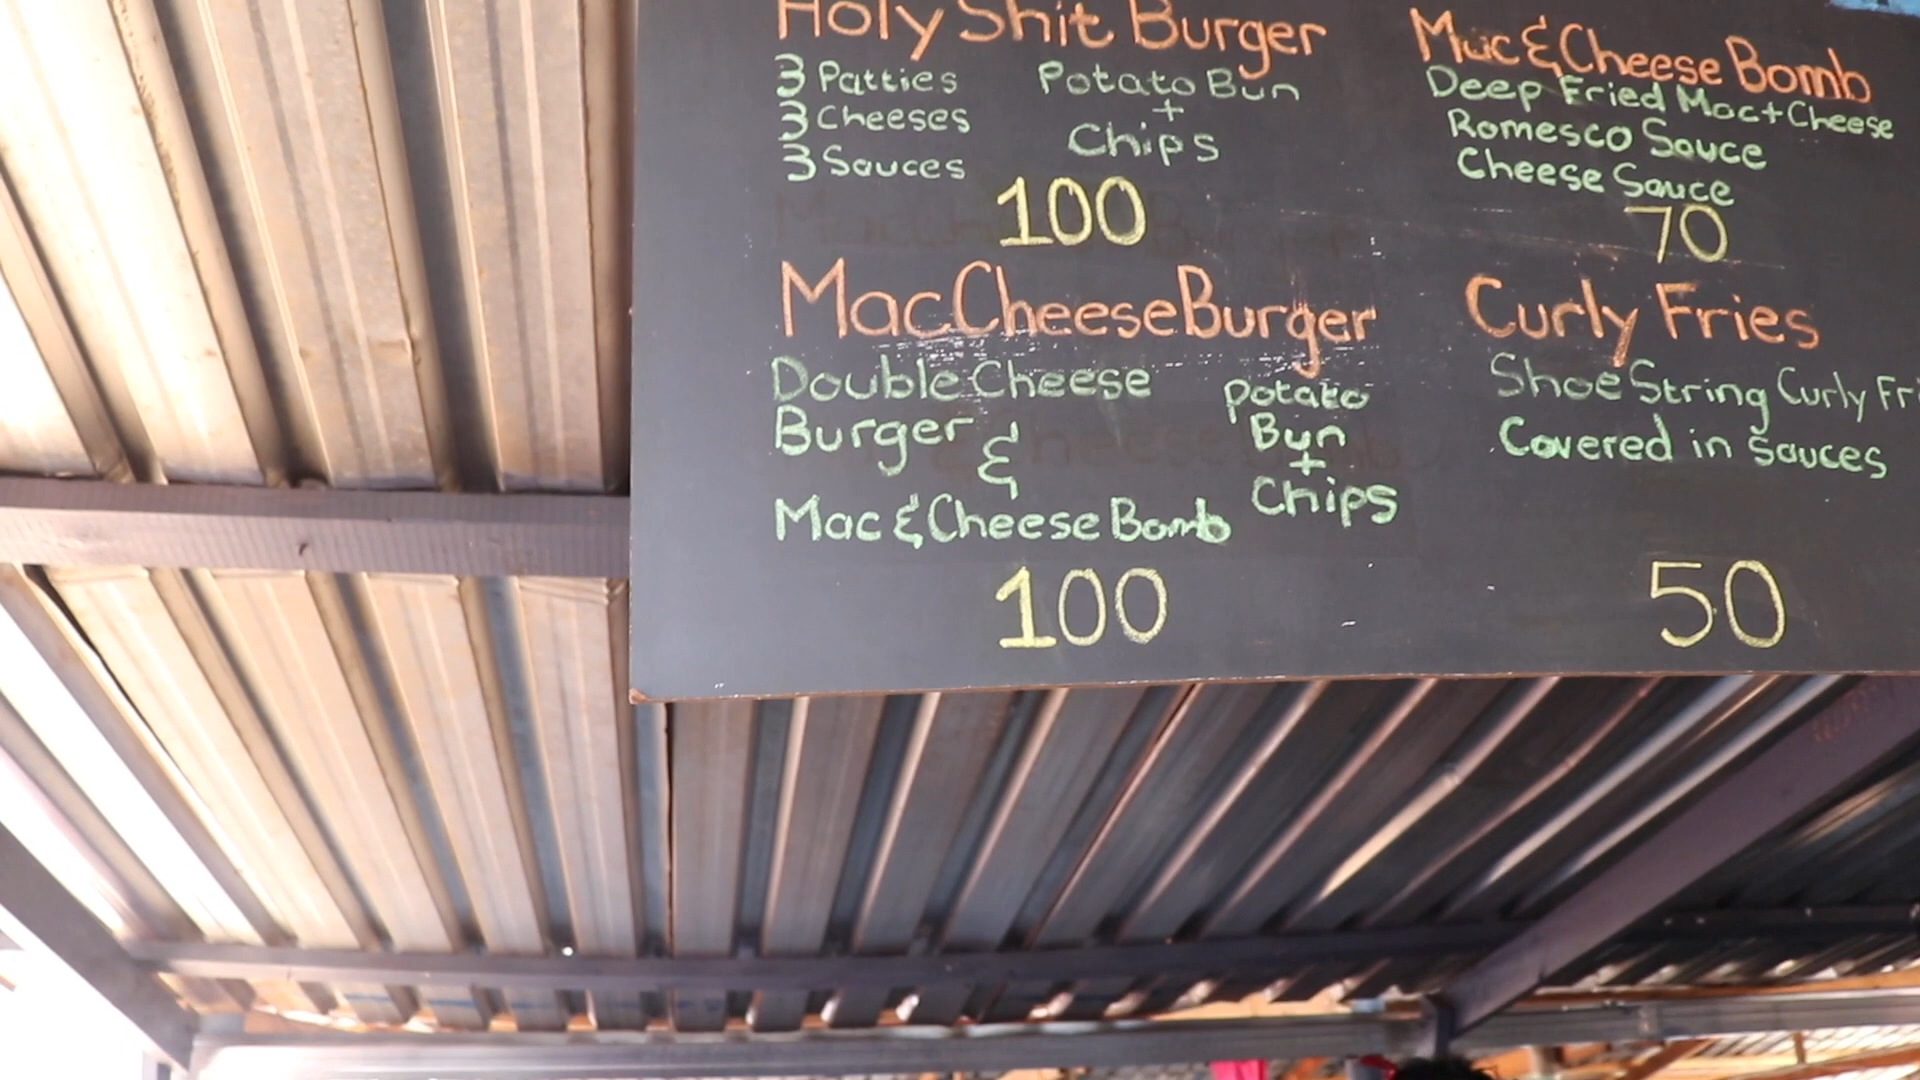 Holy Shit Burger
3 Patties
3 Cheeses
3 Sauces
Potato Bun
+
Chips
100
Mac & Cheese Bomb
Deep Fried Mac + Cheese
Romesco Sauce
Cheese Sauce
70
MacCheeseBurger
Double Cheese
Burger
&
Mac & Cheese Bomb
Potato
Bun
+
Chips
100
Curly Fries
Shoe String Curly Fri
Covered in sauces
50